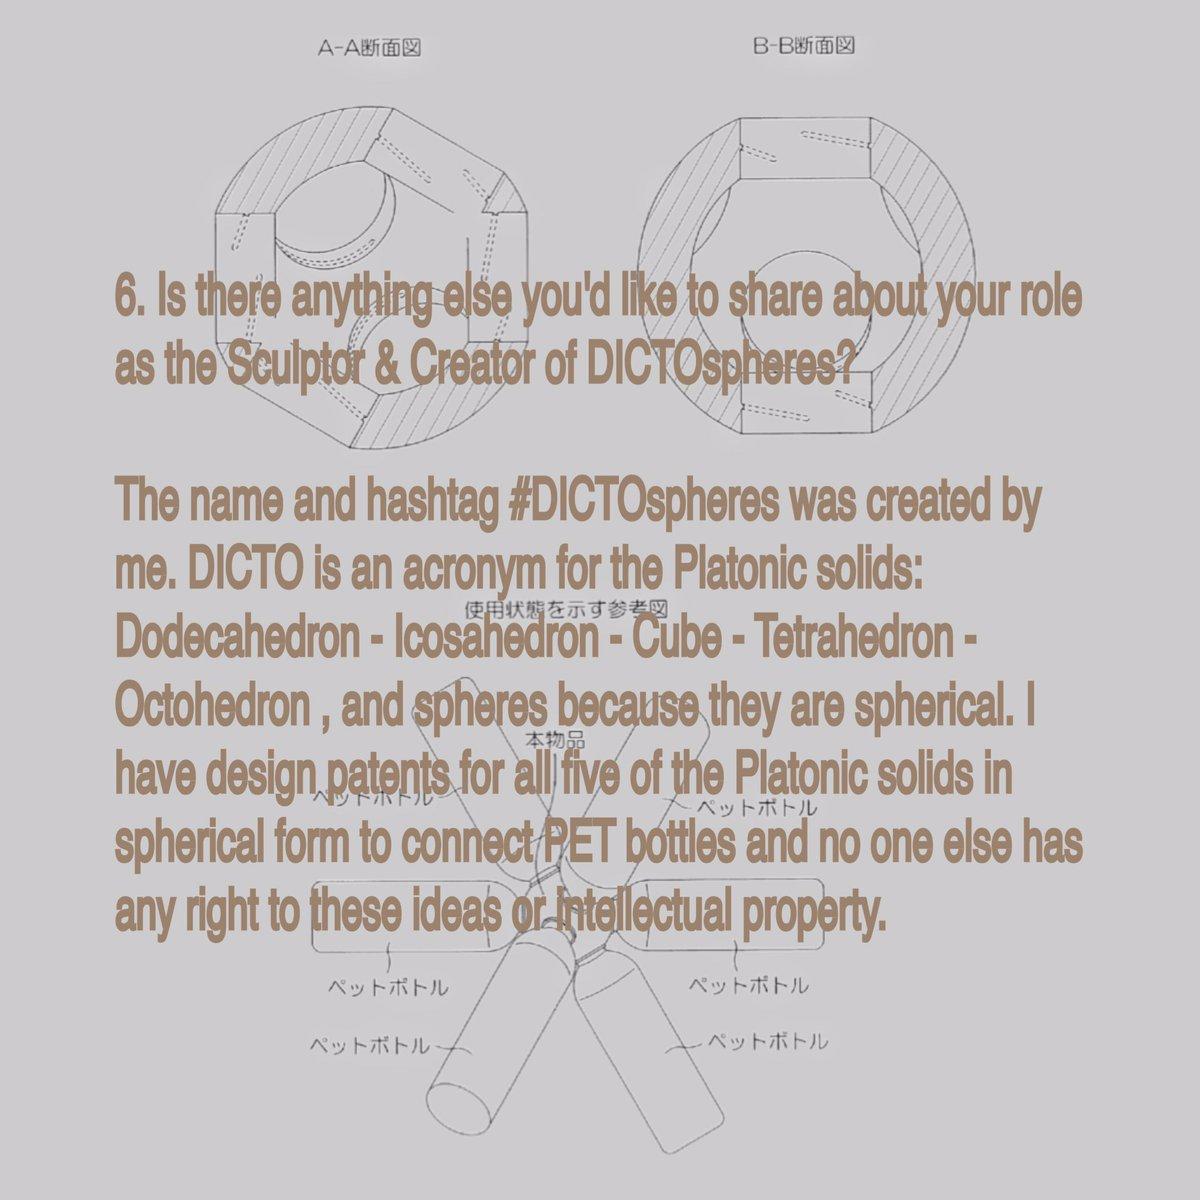 A-A断面図
B-B断面図
6. Is there anything else you'd like to share about your role
as the Sculptor & Creator of DICTOspheres?
The name and hashtag #DICTOspheres was created by
me. DICTO is an acronym for the Platonic solids:
使用状態を示す参考図
Dodecahedron - Icosahedron - Cube - Tetrahedron -
Octohedron , and spheres because they are spherical. I
本物品
have design patents for all five of the Platonic solids in
ペットボトル
ペットボトル
spherical form to connect PET bottles and no one else has
any right to these ideas or intellectual property.
ペットボトル
ペットボトル
ペットボトル
ペットボトル